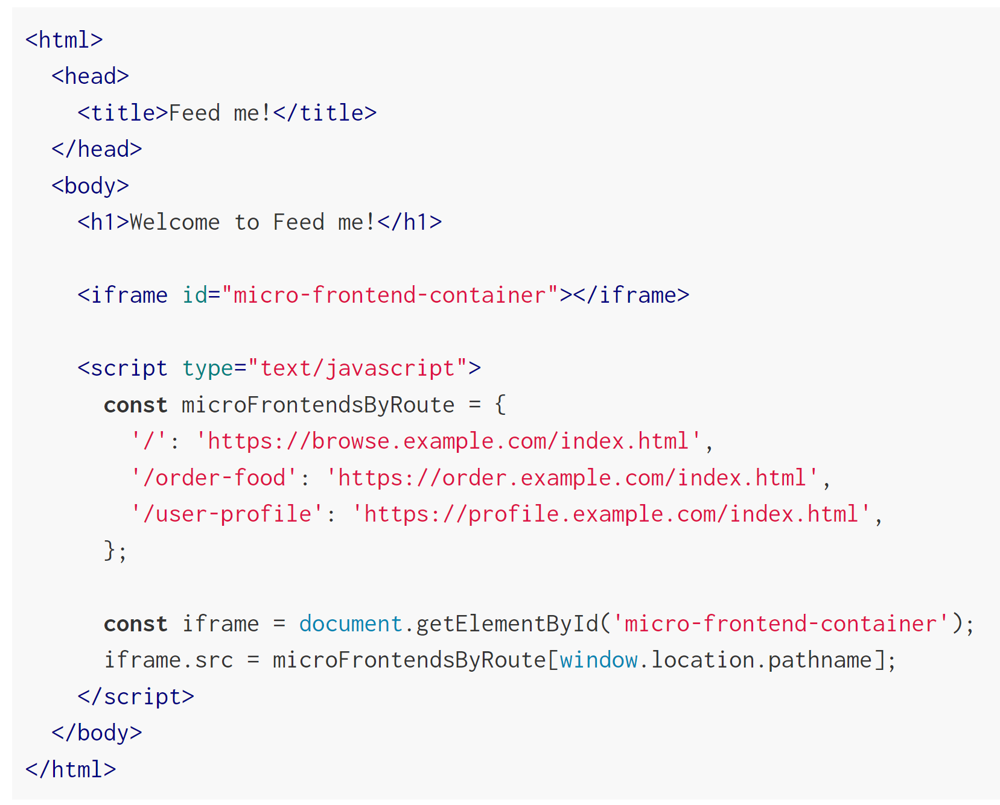 <html>
  <head>
    <title>Feed me!</title>
  </head>
  <body>
    <h1>Welcome to Feed me!</h1>

    <iframe id="micro-frontend-container"></iframe>

    <script type="text/javascript">
      const microFrontendsByRoute = {
        '/': 'https://browse.example.com/index.html',
        '/order-food': 'https://order.example.com/index.html',
        '/user-profile': 'https://profile.example.com/index.html',
      };

      const iframe = document.getElementById('micro-frontend-container');
      iframe.src = microFrontendsByRoute[window.location.pathname];
    </script>
  </body>
</html>